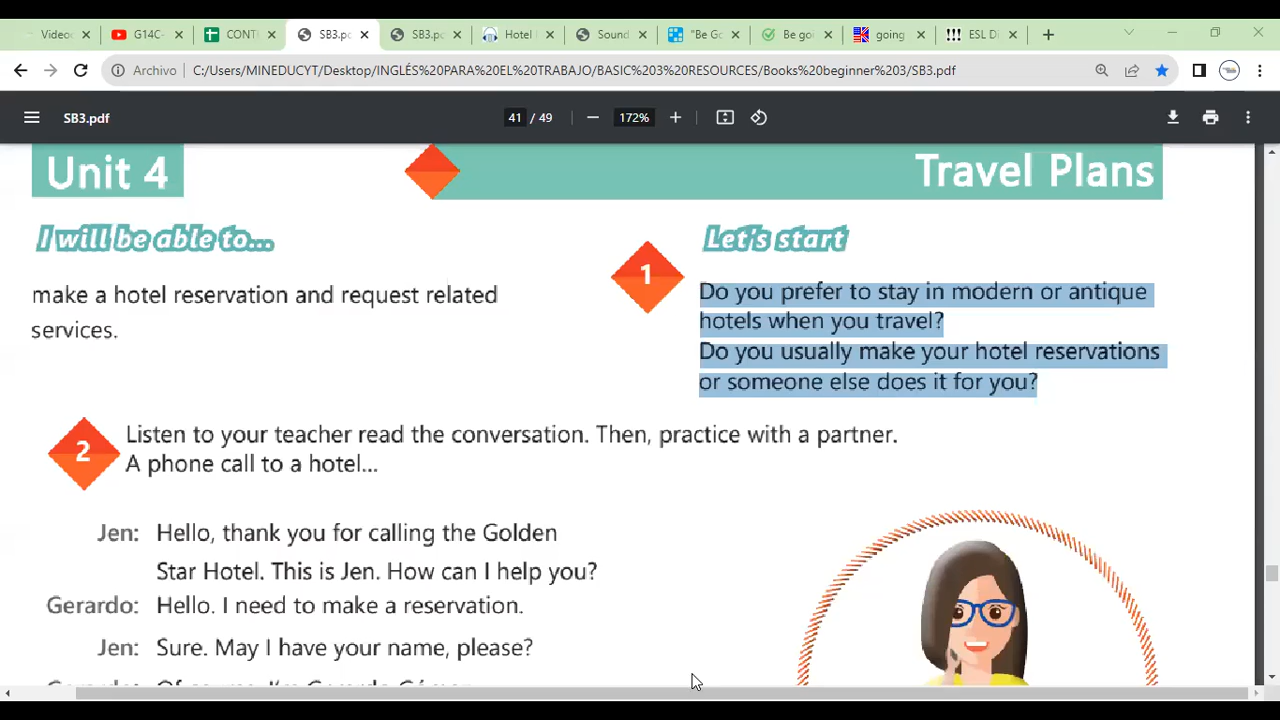 Videoc
G14C-
CONT
SB3.pc
SB3.pc
Hotel
Sound
"Be Go
Be go
going
ESL Di
Archivo
C:/Users/MINEDUCYT/Desktop/INGLÉS%20PARA%20EL%20TRABAJO/BASIC%203%20RESOURCES/Books%20beginner%203/SB3.pdf
SB3.pdf
41 / 49
172%
Unit 4
Travel Plans
I will be able to...
make a hotel reservation and request related
services.
Let's start
1
Do you prefer to stay in modern or antique
hotels when you travel?
Do you usually make your hotel reservations
or someone else does it for you?
2
Listen to your teacher read the conversation. Then, practice with a partner.
A phone call to a hotel...
Jen: Hello, thank you for calling the Golden
Star Hotel. This is Jen. How can I help you?
Gerardo: Hello. I need to make a reservation.
Jen: Sure. May I have your name, please?